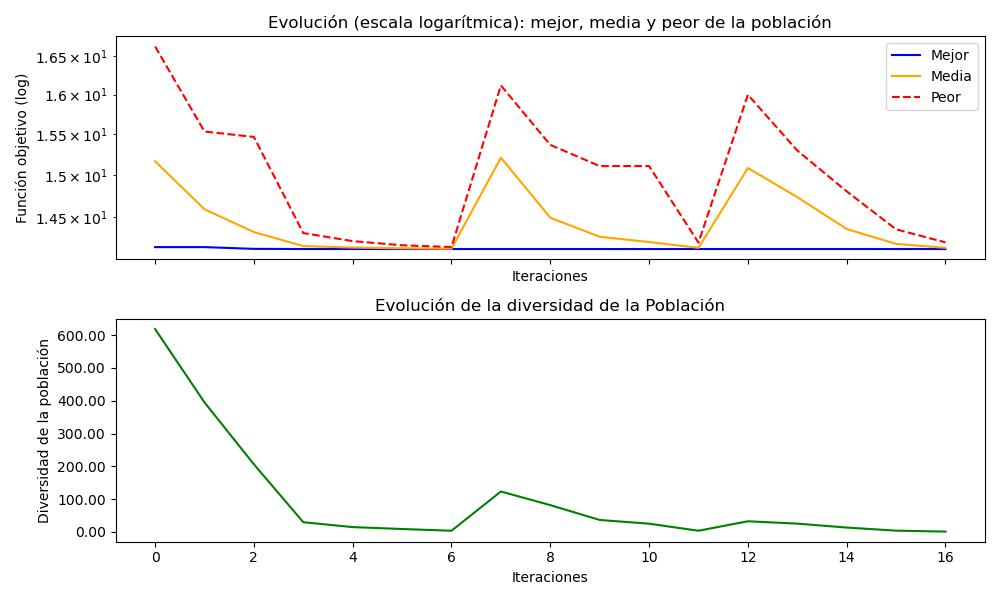 Evolución (escala logarítmica): mejor, media y peor de la población
Función objetivo (log)
1.65 × 10¹
1.6 × 10¹
1.55 × 10¹
1.5 × 10¹
1.45 × 10¹
Mejor
Media
Peor
Iteraciones
Evolución de la diversidad de la Población
Diversidad de la población
600.00
500.00
400.00
300.00
200.00
100.00
0.00
0 2 4 6 8 10 12 14 16
Iteraciones